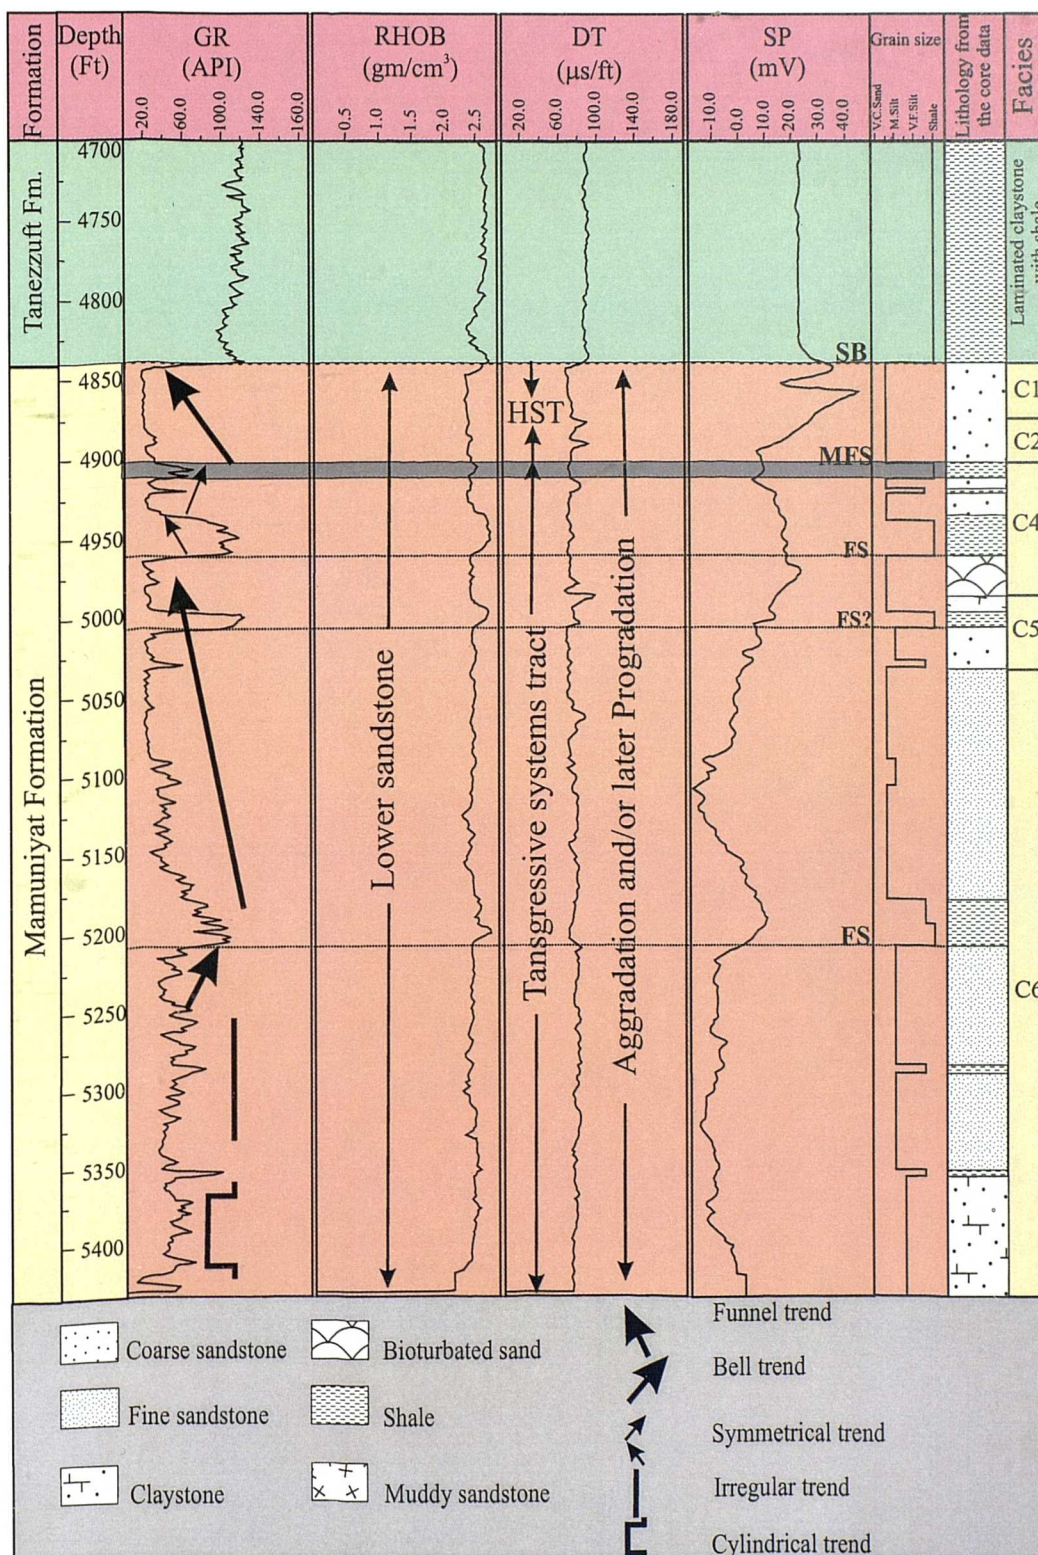 Formation
Depth
(Ft)
GR
(API)
RHOB
(gm/cm³)
DT
(μs/ft)
SP
(mV)
Grain size
Lithology from
the core data
Facies
20.0
60.0
100.0
120.0
160.0
0.5
1.0
2.0
2.5
20.0
60.0
100.0
140.0
180.0
-10.0
-0.0
10.0
20.0
30.0
40.0
V.C.Sand
M.Silt
V.F.Silt
Shale
Tanezzuft Fm.
4700
4750
4800
Laminated claystone
with shale
SB
Mamuniyat Formation
4850
4900
4950
5000
5050
5100
5150
5200
5250
5300
5350
5400
Lower sandstone
HST
Tansgressive systems tract
Aggradation and/or later Progradation
MFS
FS
FS?
FS
C1
C2
C4
C5
C6
Coarse sandstone
Bioturbated sand
Funnel trend
Bell trend
Fine sandstone
Shale
Symmetrical trend
Claystone
Muddy sandstone
Irregular trend
Cylindrical trend